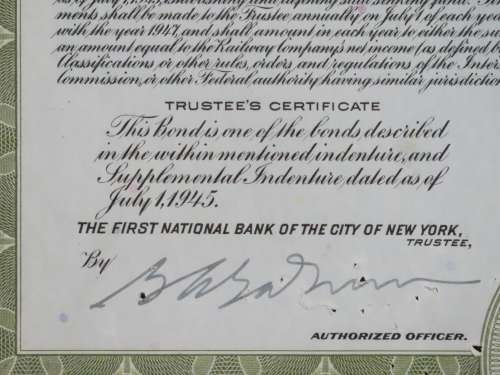 ments shall be made to the Trustee annually on July 1 of each yea
with the year 1947, and shall amount in each year to either the su
an amount equal to the Railway Company's net income (as defined b
Classifications or other rules, orders and regulations of the Inters
Commission, or other Federal authority having similar jurisdiction
TRUSTEE'S CERTIFICATE
This Bond is one of the bonds described
in the within mentioned indenture, and
Supplemental Indenture, dated as of
July 1, 1945.
THE FIRST NATIONAL BANK OF THE CITY OF NEW YORK,
TRUSTEE,
By
AUTHORIZED OFFICER.